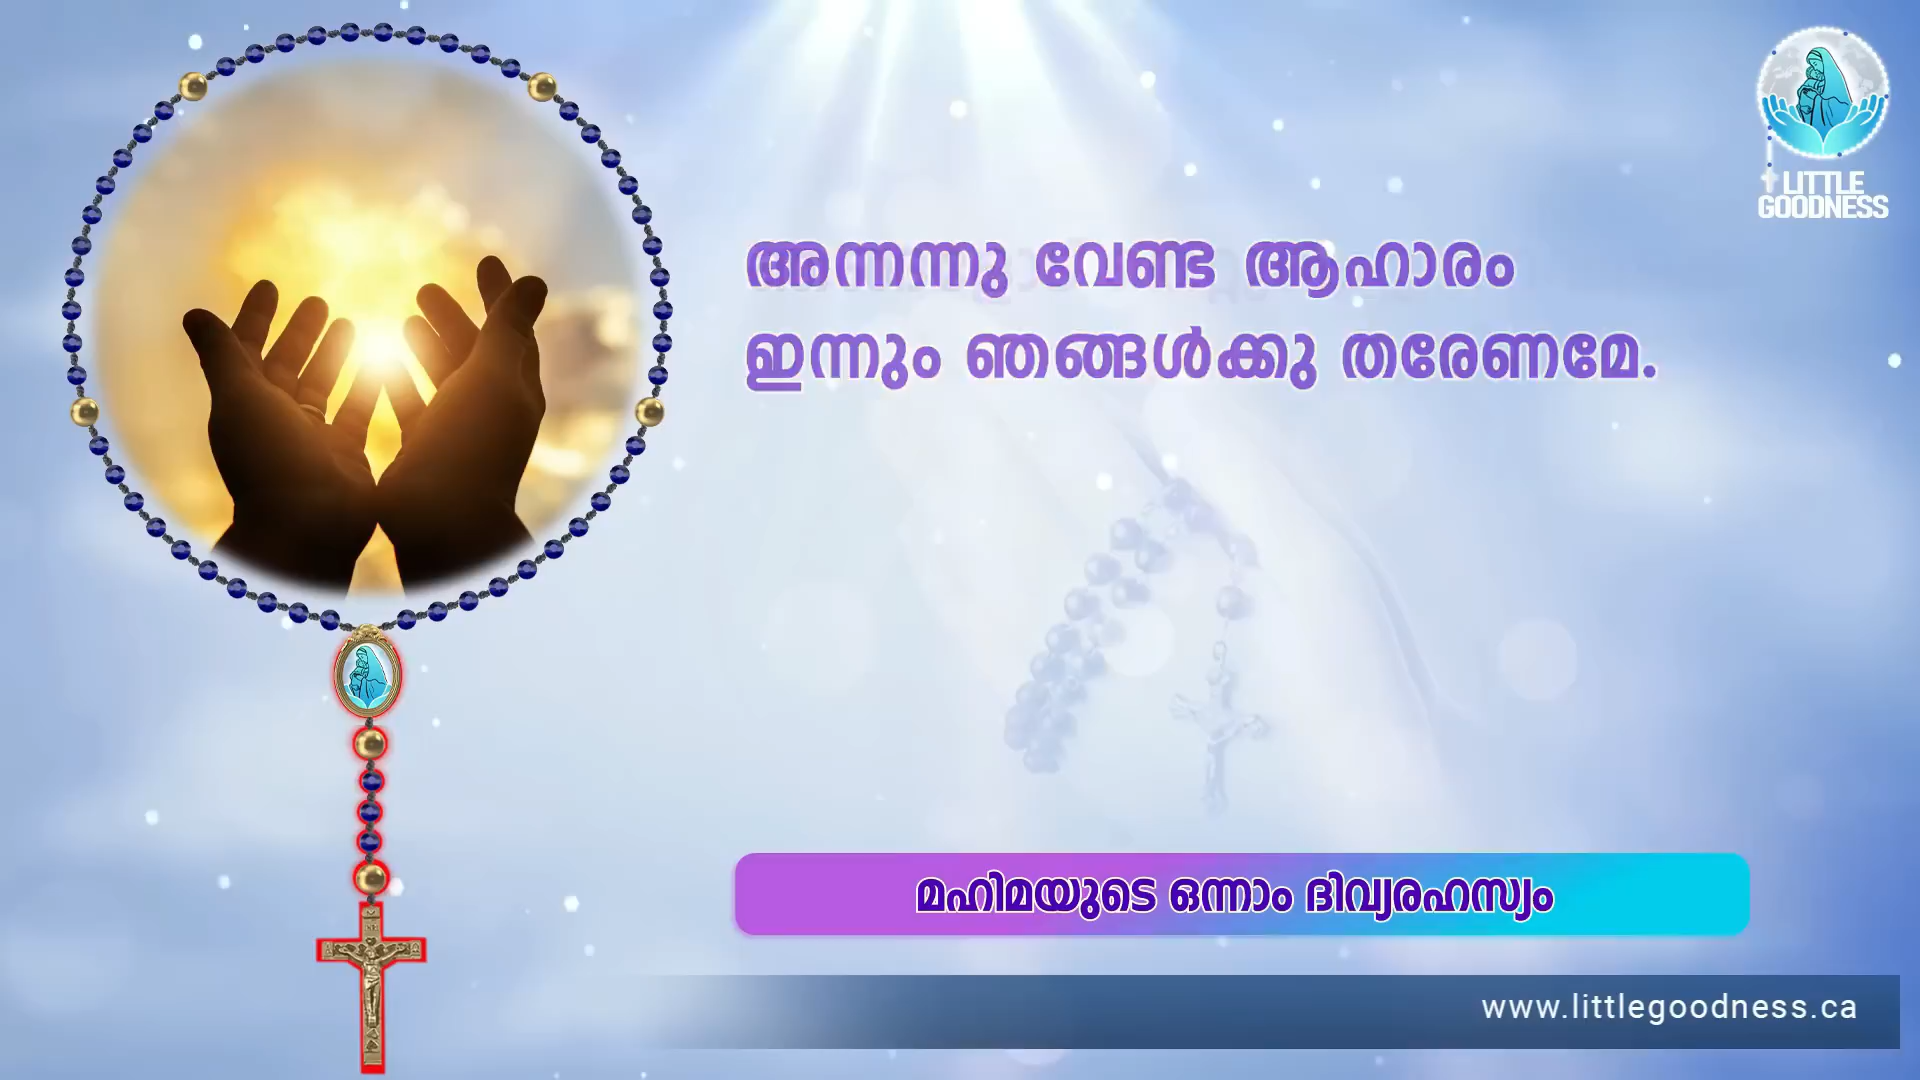 LITTLE
GOODNESS
അന്നന്നു വേണ്ട ആഹാരം
ഇന്നും ഞങ്ങൾക്കു തരേണമേ.
മഹിമയുടെ ഒന്നാം ദിവ്യരഹസ്യം
www.littlegoodness.ca